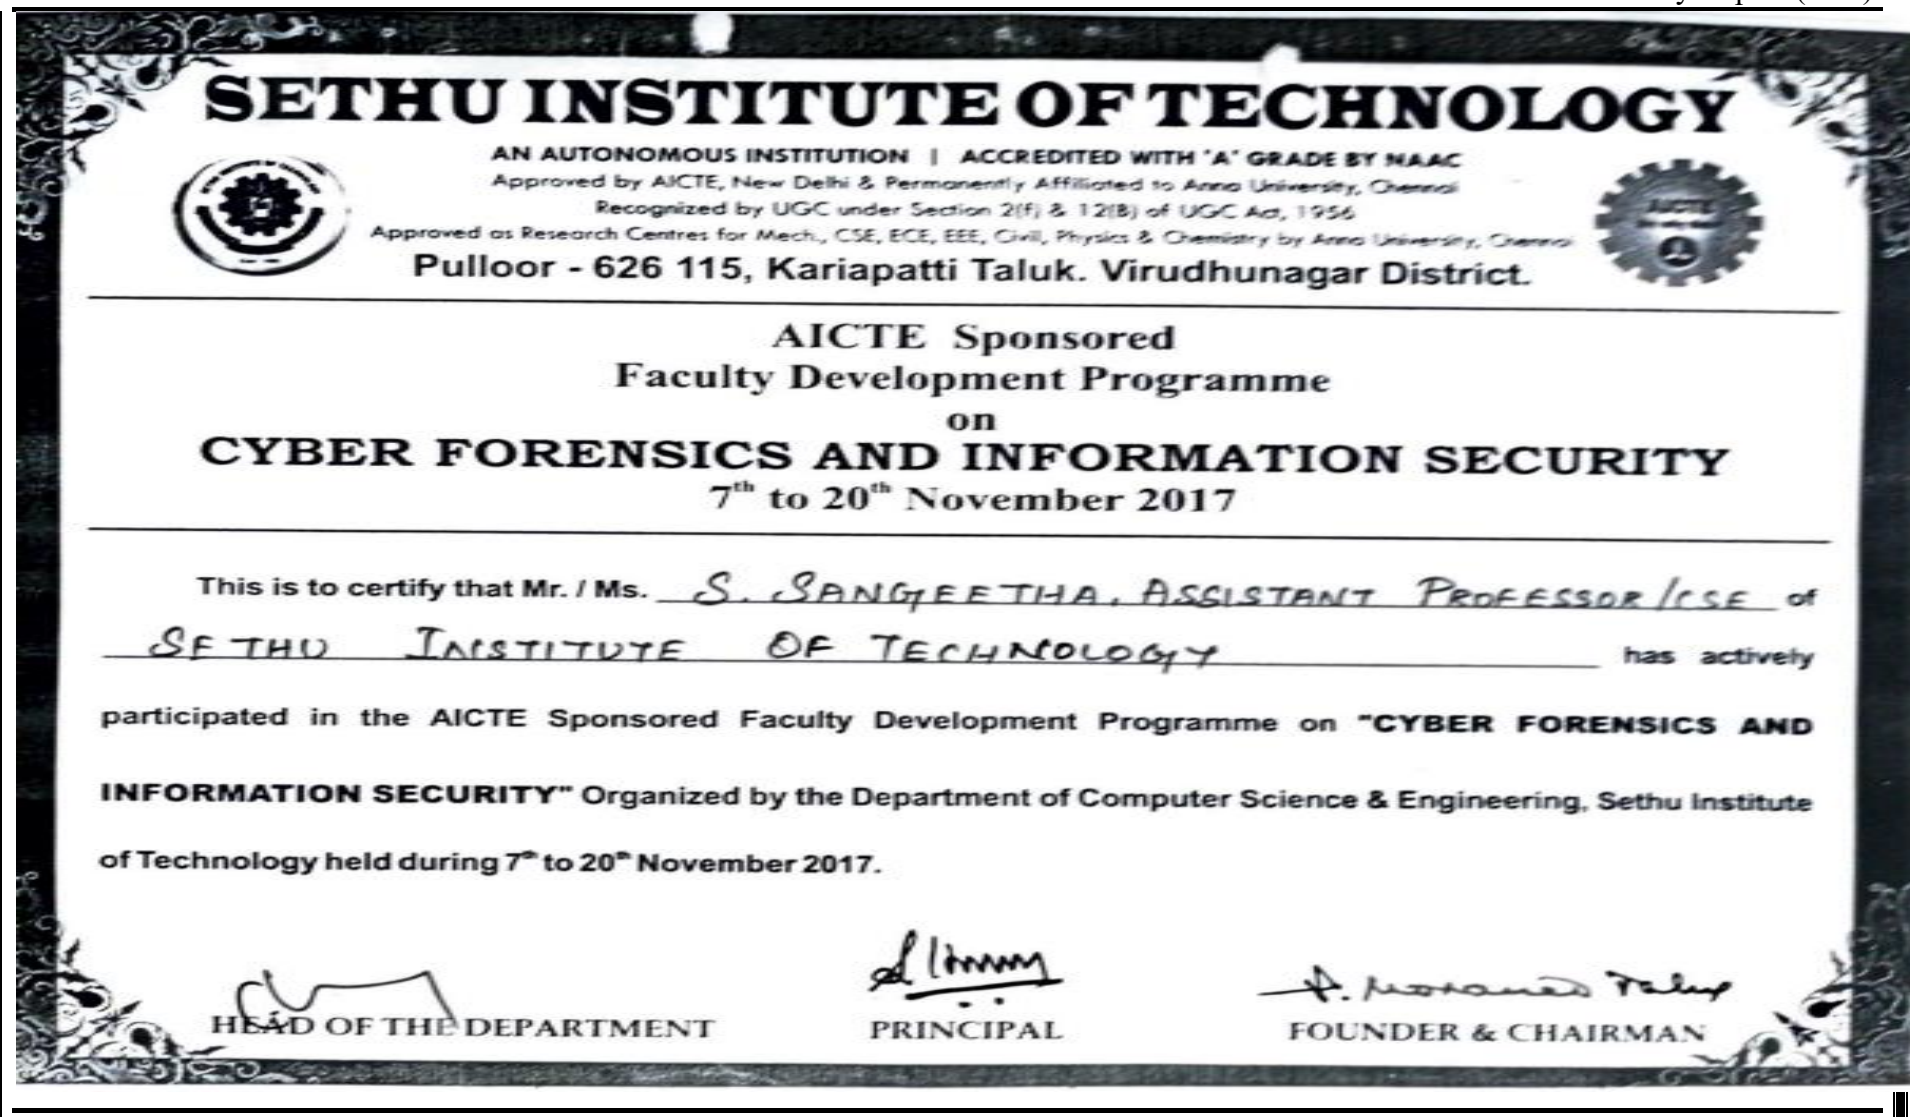 SETHU INSTITUTE OF TECHNOLOGY
AN AUTONOMOUS INSTITUTION | ACCREDITED WITH 'A' GRADE BY NAAC
Approved by AICTE, New Delhi & Permanently Affiliated to Anna University, Chennai
Recognized by UGC under Section 2(f) & 12(B) of UGC Act, 1956
Approved as Research Centres for Mech., CSE, ECE, EEE, Civil, Physics & Chemistry by Anna University, Chennai
AICTE
Pulloor - 626 115, Kariapatti Taluk. Virudhunagar District.
AICTE Sponsored
Faculty Development Programme
on
CYBER FORENSICS AND INFORMATION SECURITY
7th to 20th November 2017
This is to certify that Mr. / Ms. S. SANGEETHA, ASSISTANT PROFESSOR/CSE of
SETHU INSTITUTE OF TECHNOLOGY has actively
participated in the AICTE Sponsored Faculty Development Programme on "CYBER FORENSICS AND
INFORMATION SECURITY" Organized by the Department of Computer Science & Engineering, Sethu Institute
of Technology held during 7th to 20th November 2017.
HEAD OF THE DEPARTMENT PRINCIPAL FOUNDER & CHAIRMAN